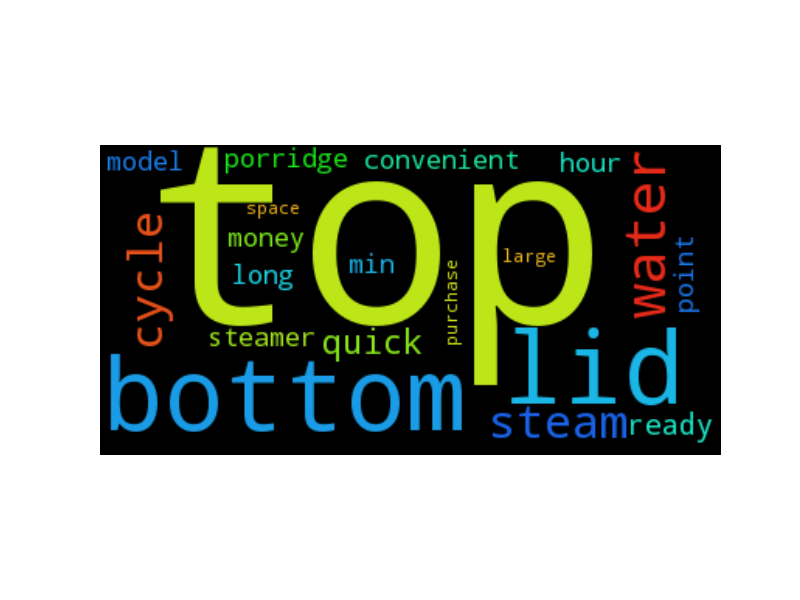 model
porridge
convenient
hour
top
water
cycle
space
money
long
min
large
point
purchase
steamer
quick
bottom
lid
steam
ready